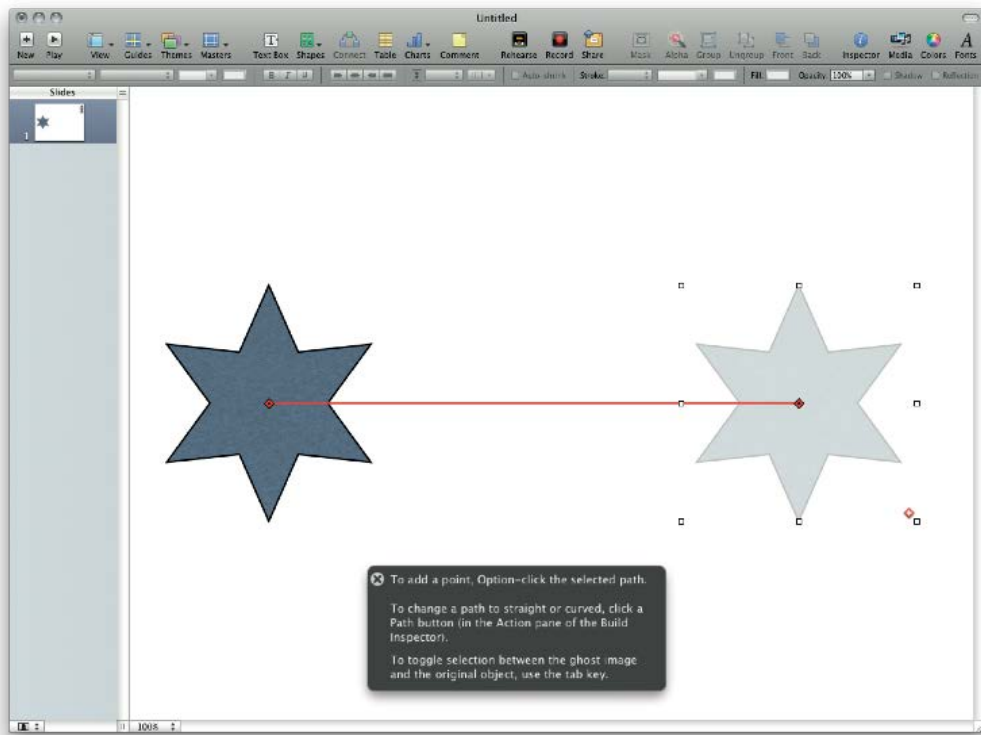 Untitled
New Play View Guides Themes Masters Text Box Shapes Connect Table Charts Comment Rehearse Record Share Mask Alpha Group Ungroup Front Back Inspector Media Colors Fonts
B I U Auto-shrink Stroke: Fill: Opacity: 100% Shadow Reflection
Slides
1
To add a point, Option-click the selected path.
To change a path to straight or curved, click a
Path button (in the Action pane of the Build
Inspector).
To toggle selection between the ghost image
and the original object, use the tab key.
100%